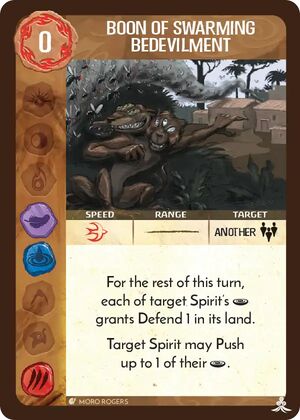 0
BOON OF SWARMING
BEDEVILMENT
SPEED RANGE TARGET
ANOTHER
For the rest of this turn,
each of target Spirit's
grants Defend 1 in its land.
Target Spirit may Push
up to 1 of their .
MORO ROGERS